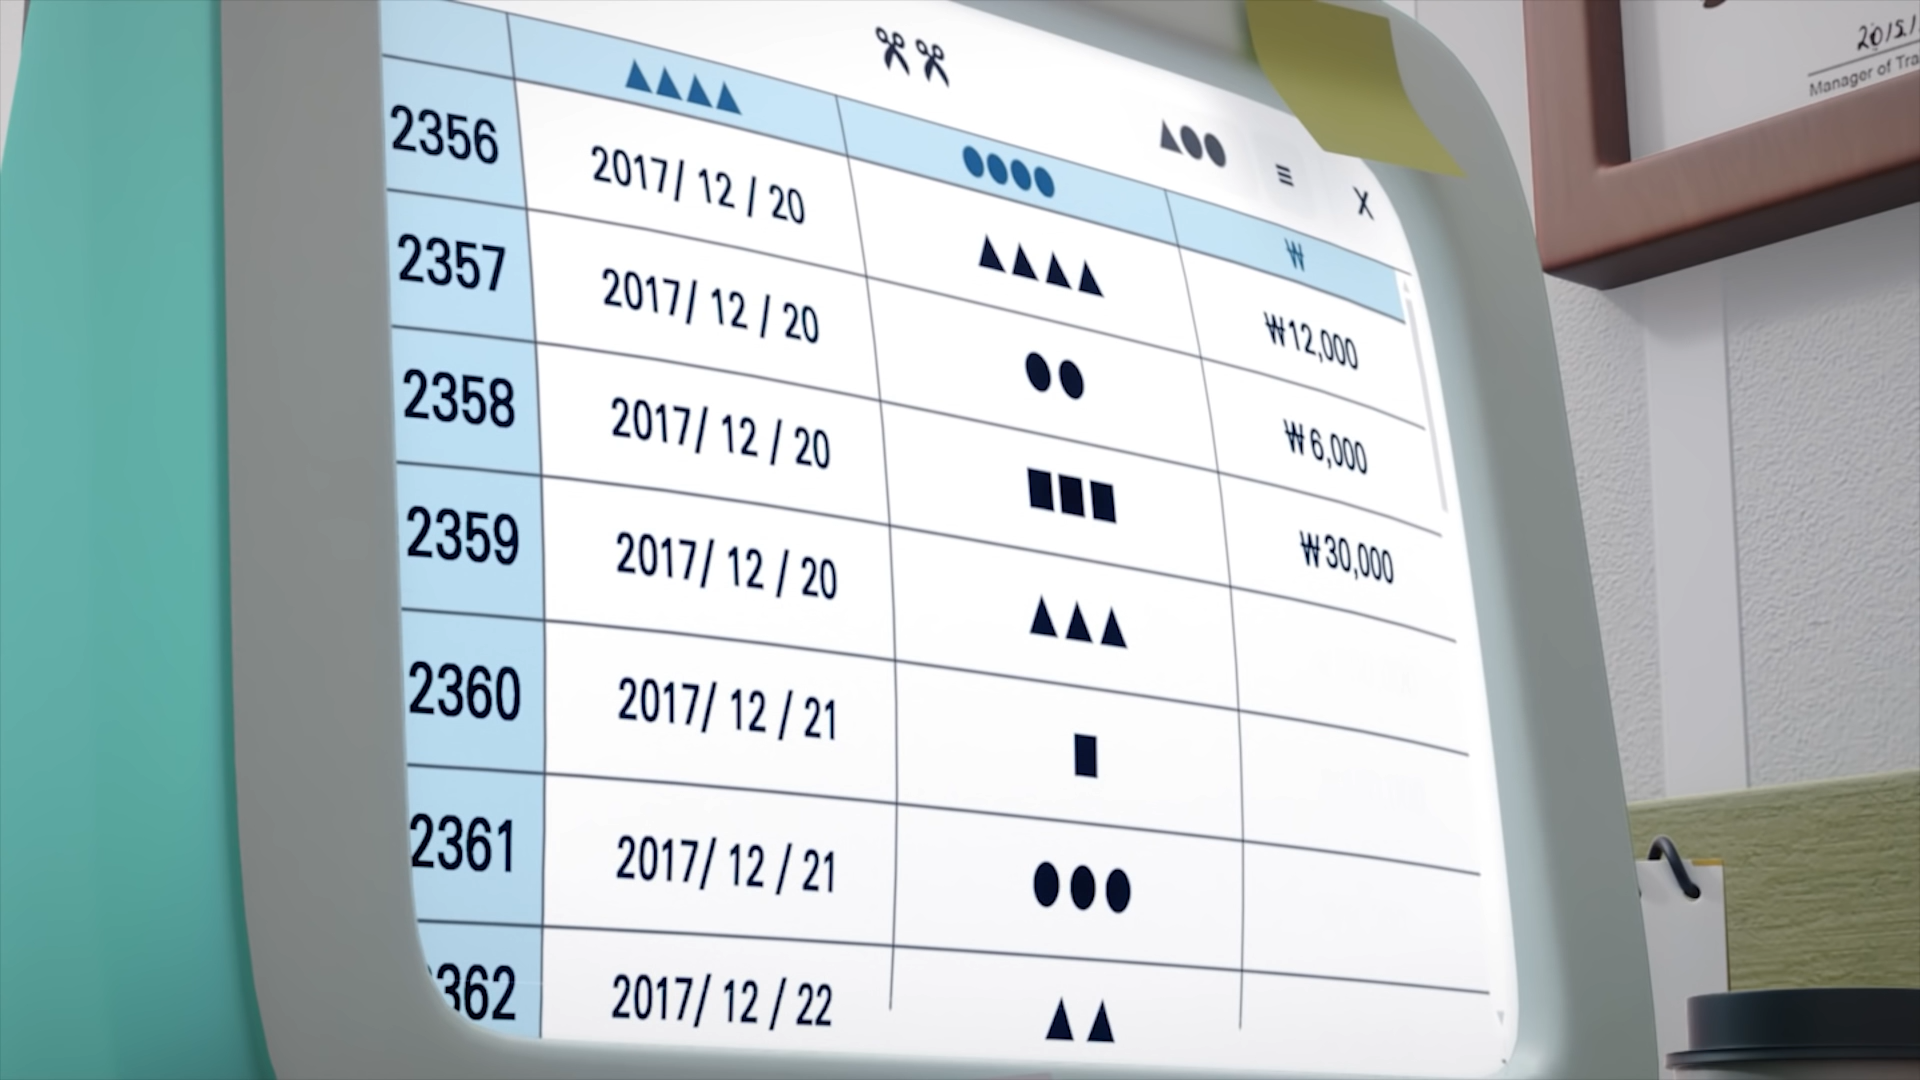 X
₩
2356 2017/ 12 / 20 ₩12,000
2357 2017/ 12 / 20 ₩6,000
2358 2017/ 12 / 20 ₩30,000
2359 2017/ 12 / 20
2360 2017/ 12 / 21
2361 2017/ 12 / 21
362 2017/ 12 / 22
2015/
Manager of Tra